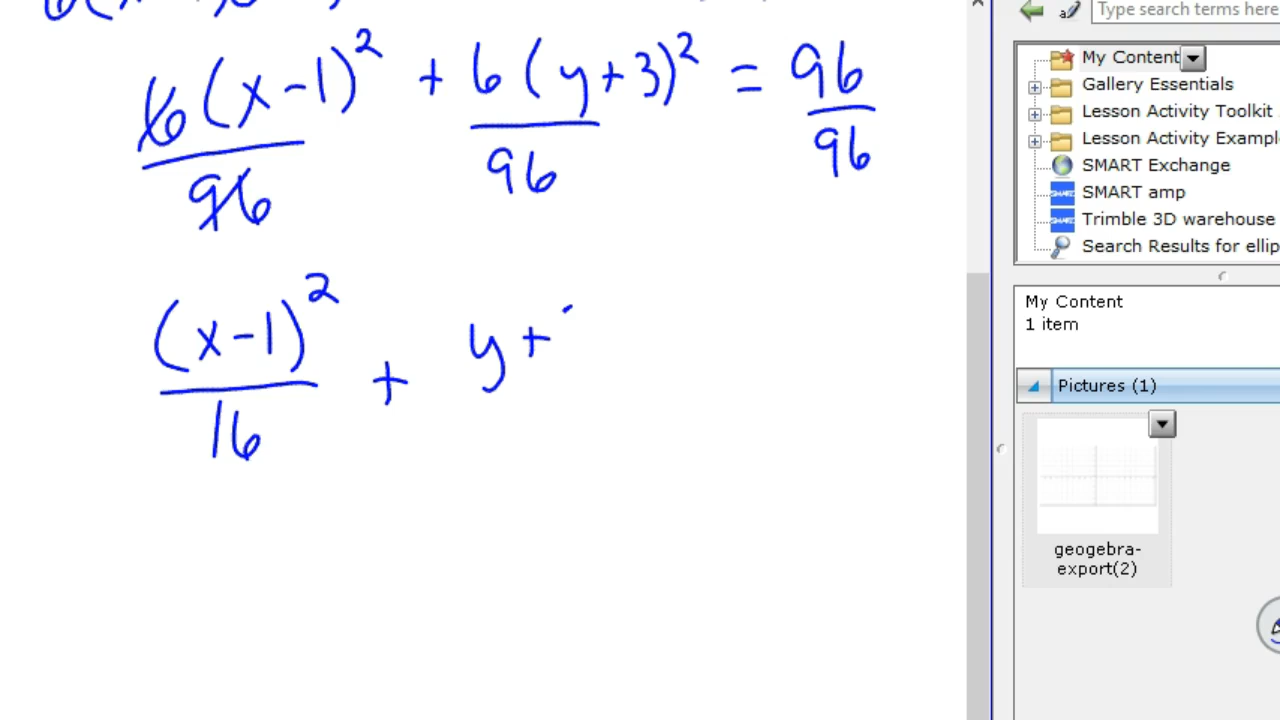 6(x-1)² + 6(y+3)² = 96
96 96 96
(x-1)² + y+
16
Type search terms here
My Content
Gallery Essentials
Lesson Activity Toolkit
Lesson Activity Exampl
SMART Exchange
SMART amp
Trimble 3D warehouse
Search Results for ellip
My Content
1 item
Pictures (1)
geogebra-
export(2)